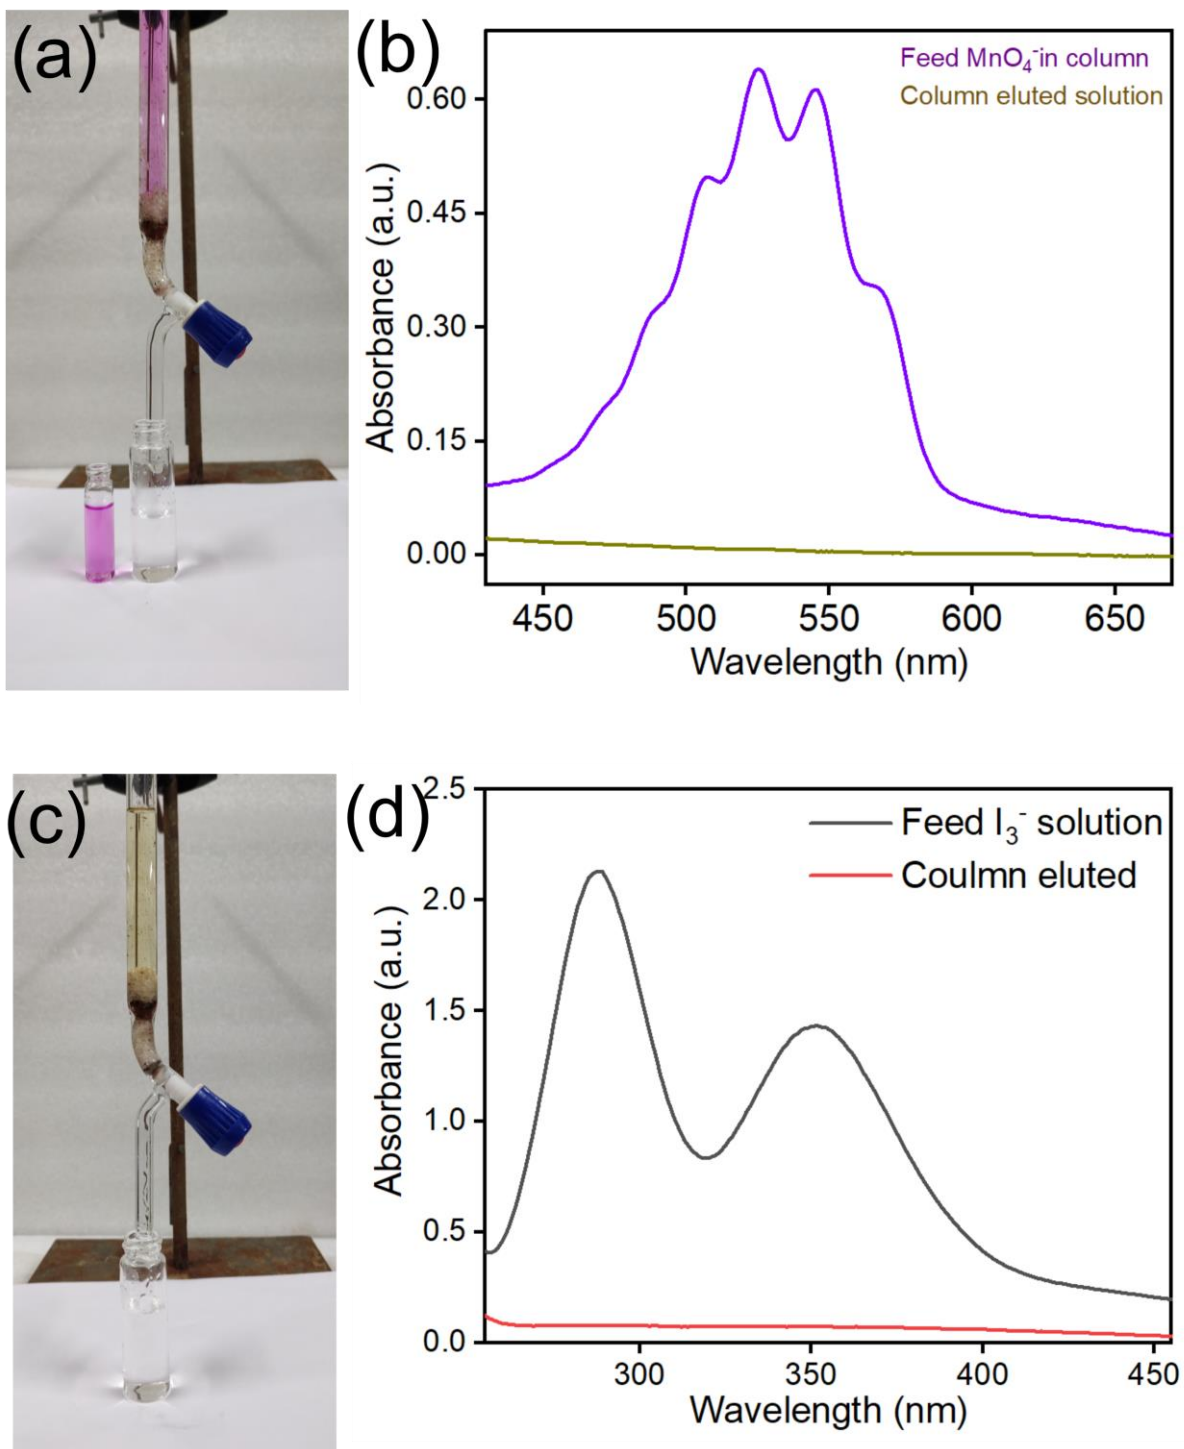 (a)
(b)
Feed MnO₄⁻in column
Column eluted solution
0.60
0.45
0.30
0.15
0.00
Absorbance (a.u.)
450 500 550 600 650
Wavelength (nm)
(c)
(d)
Feed I₃⁻ solution
Coulmn eluted
2.5
2.0
1.5
1.0
0.5
0.0
Absorbance (a.u.)
300 350 400 450
Wavelength (nm)